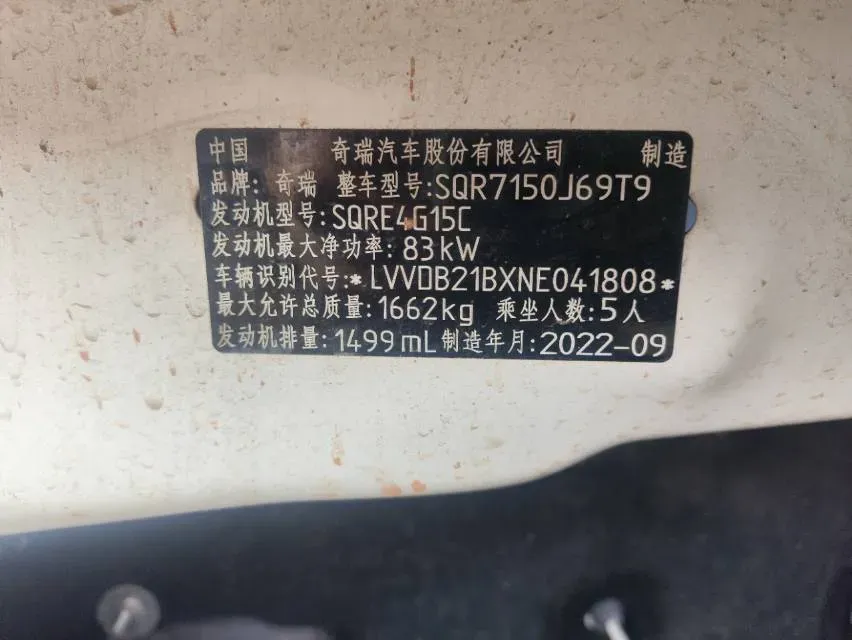 中国 奇瑞汽车股份有限公司 制造
品牌: 奇瑞 整车型号:SQR7150J69T9
发动机型号:SQRE4G15C
发动机最大净功率: 83kW
车辆识别代号:*LVVDB21BXNE041808*
最大允许总质量:1662kg 乘坐人数:5人
发动机排量:1499mL 制造年月:2022-09